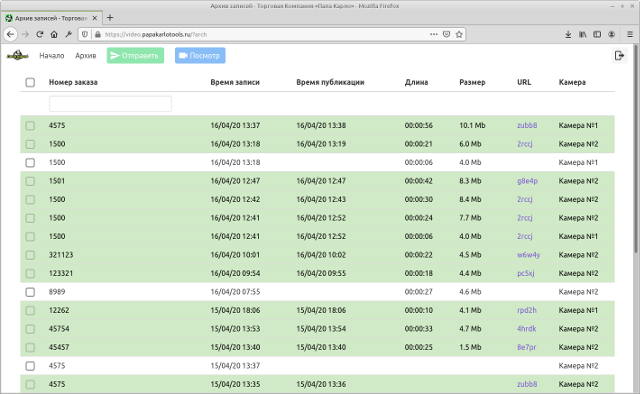 Архив записей - Торговая Компания «Папа Карло» - Mozilla Firefox
Архив записей - Торгово
https://video.papakarlotools.ru/?arch
Начало Архив Отправить Посмотр
Номер заказа Время записи Время публикации Длина Размер URL Камера
4575 16/04/20 13:37 16/04/20 13:38 00:00:56 10.1 Mb zubb8 Камера №1
1500 16/04/20 13:18 16/04/20 13:19 00:00:21 6.0 Mb 2rccj Камера №2
1500 16/04/20 13:18 00:00:06 4.0 Mb Камера №1
1501 16/04/20 12:47 16/04/20 12:47 00:00:42 8.3 Mb g8e4p Камера №2
1500 16/04/20 12:42 16/04/20 12:43 00:00:30 8.4 Mb 2rccj Камера №2
1500 16/04/20 12:41 16/04/20 12:52 00:00:24 7.7 Mb 2rccj Камера №2
1500 16/04/20 12:41 16/04/20 12:52 00:00:06 4.0 Mb 2rccj Камера №1
321123 16/04/20 10:01 16/04/20 10:02 00:00:22 4.5 Mb w6w4y Камера №2
123321 16/04/20 09:54 16/04/20 09:55 00:00:18 4.4 Mb pc5xj Камера №2
8989 16/04/20 07:55 00:00:27 4.6 Mb Камера №2
12262 15/04/20 18:06 15/04/20 18:06 00:00:10 4.1 Mb rpd2h Камера №1
45754 15/04/20 13:53 15/04/20 13:54 00:00:33 4.7 Mb 4hrdk Камера №2
45457 15/04/20 13:40 15/04/20 13:40 00:00:25 1.5 Mb 8e7pr Камера №2
4575 15/04/20 13:37 Камера №2
4575 15/04/20 13:35 15/04/20 13:36 zubb8 Камера №2